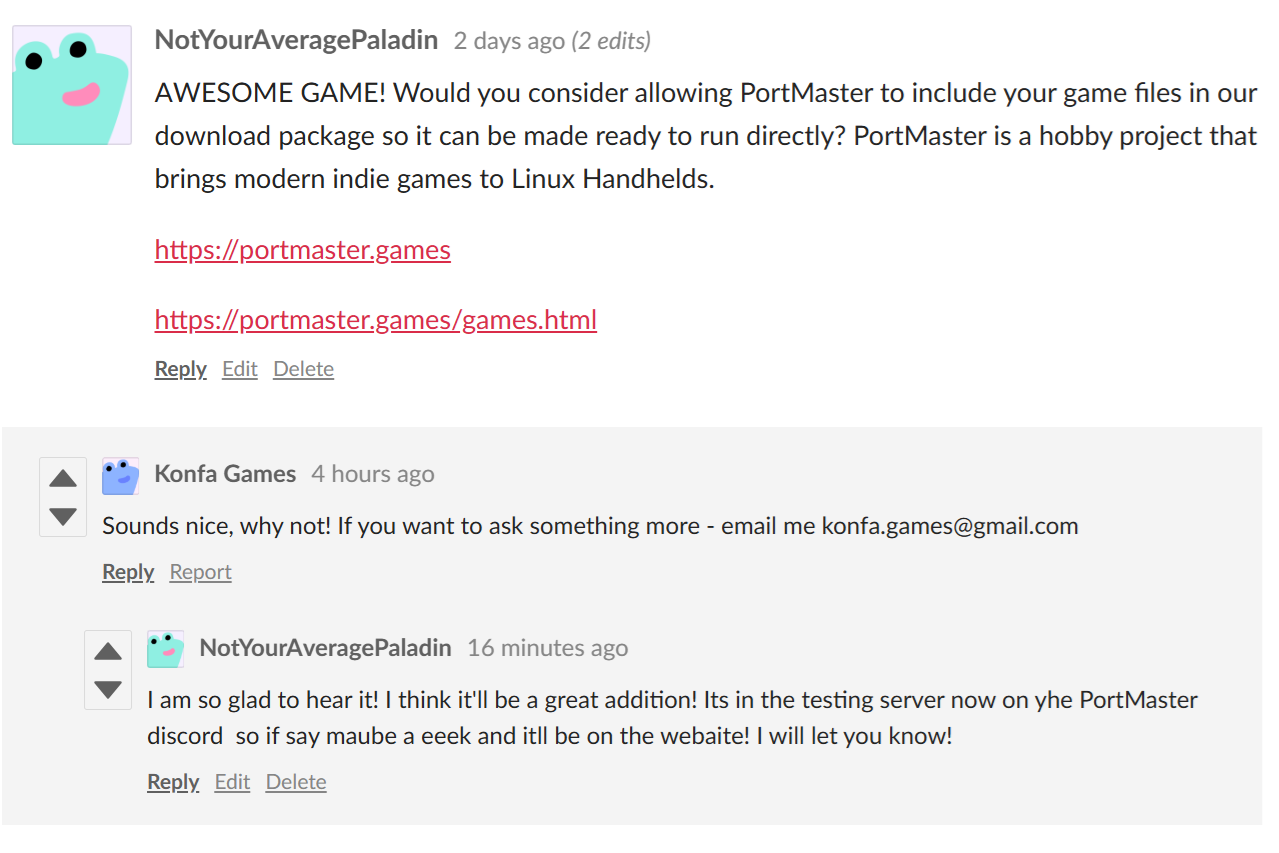 NotYourAveragePaladin 2 days ago (2 edits)
AWESOME GAME! Would you consider allowing PortMaster to include your game files in our
download package so it can be made ready to run directly? PortMaster is a hobby project that
brings modern indie games to Linux Handhelds.
https://portmaster.games
https://portmaster.games/games.html
Reply Edit Delete
Konfa Games 4 hours ago
Sounds nice, why not! If you want to ask something more - email me konfa.games@gmail.com
Reply Report
NotYourAveragePaladin 16 minutes ago
I am so glad to hear it! I think it'll be a great addition! Its in the testing server now on yhe PortMaster
discord  so if say maube a eeek and itll be on the webaite! I will let you know!
Reply Edit Delete